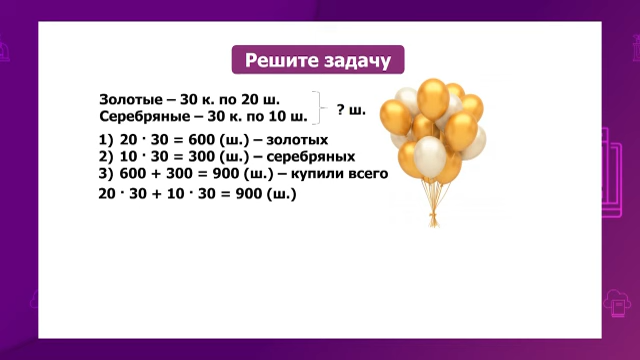 Решите задачу
Золотые – 30 к. по 20 ш.
Серебряные – 30 к. по 10 ш.
? ш.
1) 20 · 30 = 600 (ш.) – золотых
2) 10 · 30 = 300 (ш.) – серебряных
3) 600 + 300 = 900 (ш.) – купили всего
20 · 30 + 10 · 30 = 900 (ш.)